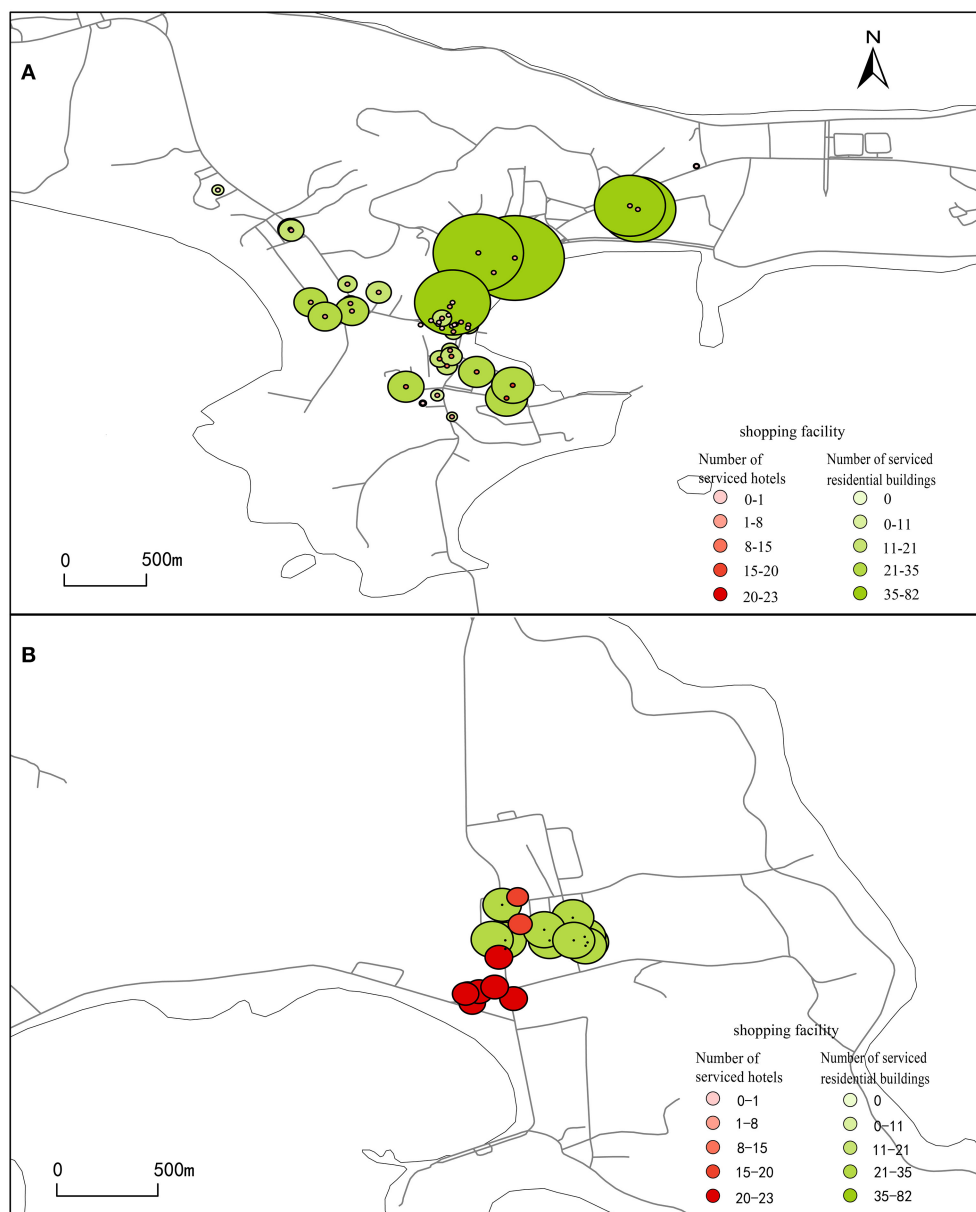 A
N
shopping facility
Number of
serviced hotels
Number of serviced
residential buildings
0-1
0
1-8
0-11
8-15
11-21
15-20
21-35
20-23
35-82
0
500m
B
shopping facility
Number of
serviced hotels
Number of serviced
residential buildings
0-1
0
1-8
0-11
8-15
11-21
15-20
21-35
20-23
35-82
0
500m